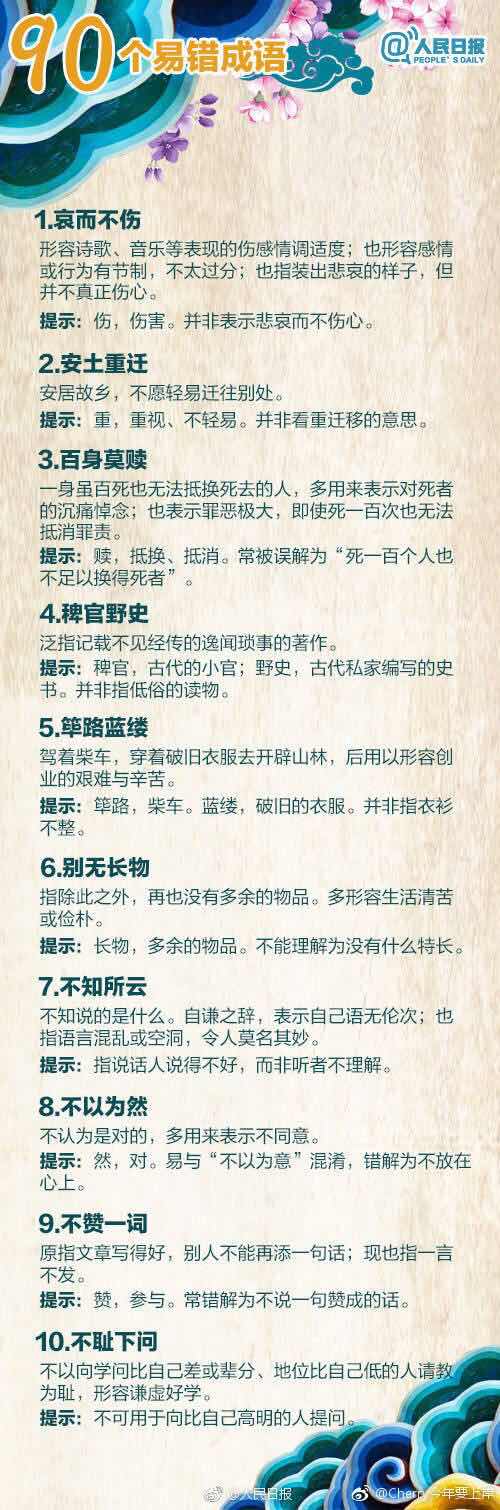 90个易错成语
@人民日报
PEOPLE'S DAILY
1.哀而不伤
形容诗歌、音乐等表现的伤感情调适度；也形容感情
或行为有节制，不太过分；也指装出悲哀的样子，但
并不真正伤心。
提示：伤，伤害。并非表示悲哀而不伤心。
2.安土重迁
安居故乡，不愿轻易迁往别处。
提示：重，重视、不轻易。并非看重迁移的意思。
3.百身莫赎
一身虽百死也无法抵换死去的人，多用来表示对死者
的沉痛悼念；也表示罪恶极大，即使死一百次也无法
抵消罪责。
提示：赎，抵换、抵消。常被误解为“死一百个人也
不足以换得死者”。
4.稗官野史
泛指记载不见经传的逸闻琐事的著作。
提示：稗官，古代的小官；野史，古代私家编写的史
书。并非指低俗的读物。
5.筚路蓝缕
驾着柴车，穿着破旧衣服去开辟山林，后用以形容创
业的艰难与辛苦。
提示：筚路，柴车。蓝缕，破旧的衣服。并非指衣衫
不整。
6.别无长物
指除此之外，再也没有多余的物品。多形容生活清苦
或俭朴。
提示：长物，多余的物品。不能理解为没有什么特长。
7.不知所云
不知说的是什么。自谦之辞，表示自己语无伦次；也
指语言混乱或空洞，令人莫名其妙。
提示：指说话人说得不好，而非听者不理解。
8.不以为然
不认为是对的，多用来表示不同意。
提示：然，对。易与“不以为意”混淆，错解为不放在
心上。
9.不赞一词
原指文章写得好，别人不能再添一句话；现也指一言
不发。
提示：赞，参与。常错解为不说一句赞成的话。
10.不耻下问
不以向学问比自己差或辈分、地位比自己低的人请教
为耻，形容谦虚好学。
提示：不可用于向比自己高明的人提问。
@人民日报
今年要上岸